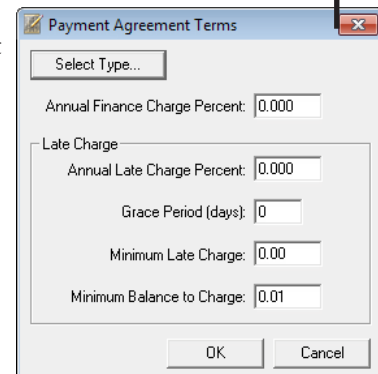 Payment Agreement Terms
Select Type...
Annual Finance Charge Percent: 0.000
Late Charge
Annual Late Charge Percent: 0.000
Grace Period (days): 0
Minimum Late Charge: 0.00
Minimum Balance to Charge: 0.01
OK Cancel